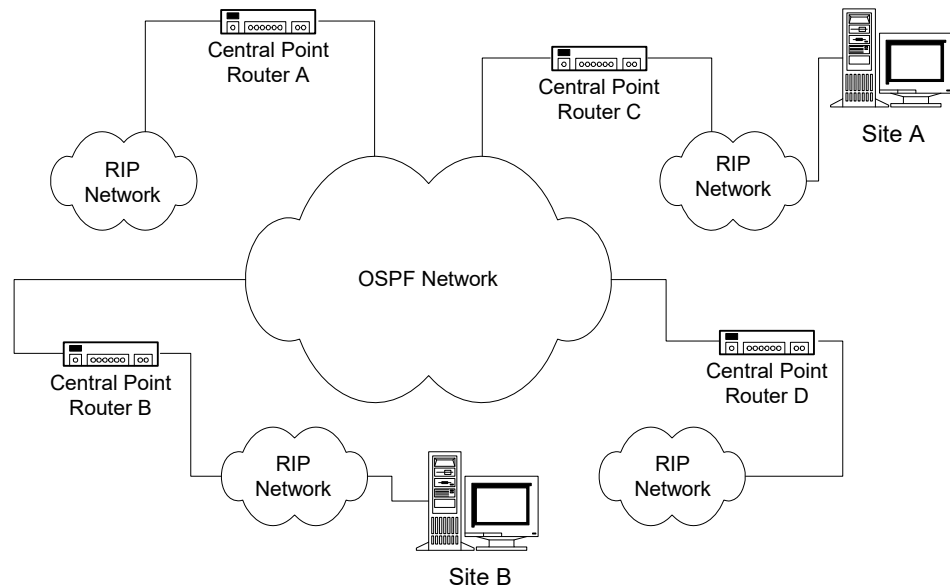 Central Point
Router A
Central Point
Router C
Site A
RIP
Network
RIP
Network
OSPF Network
Central Point
Router B
Central Point
Router D
RIP
Network
RIP
Network
Site B